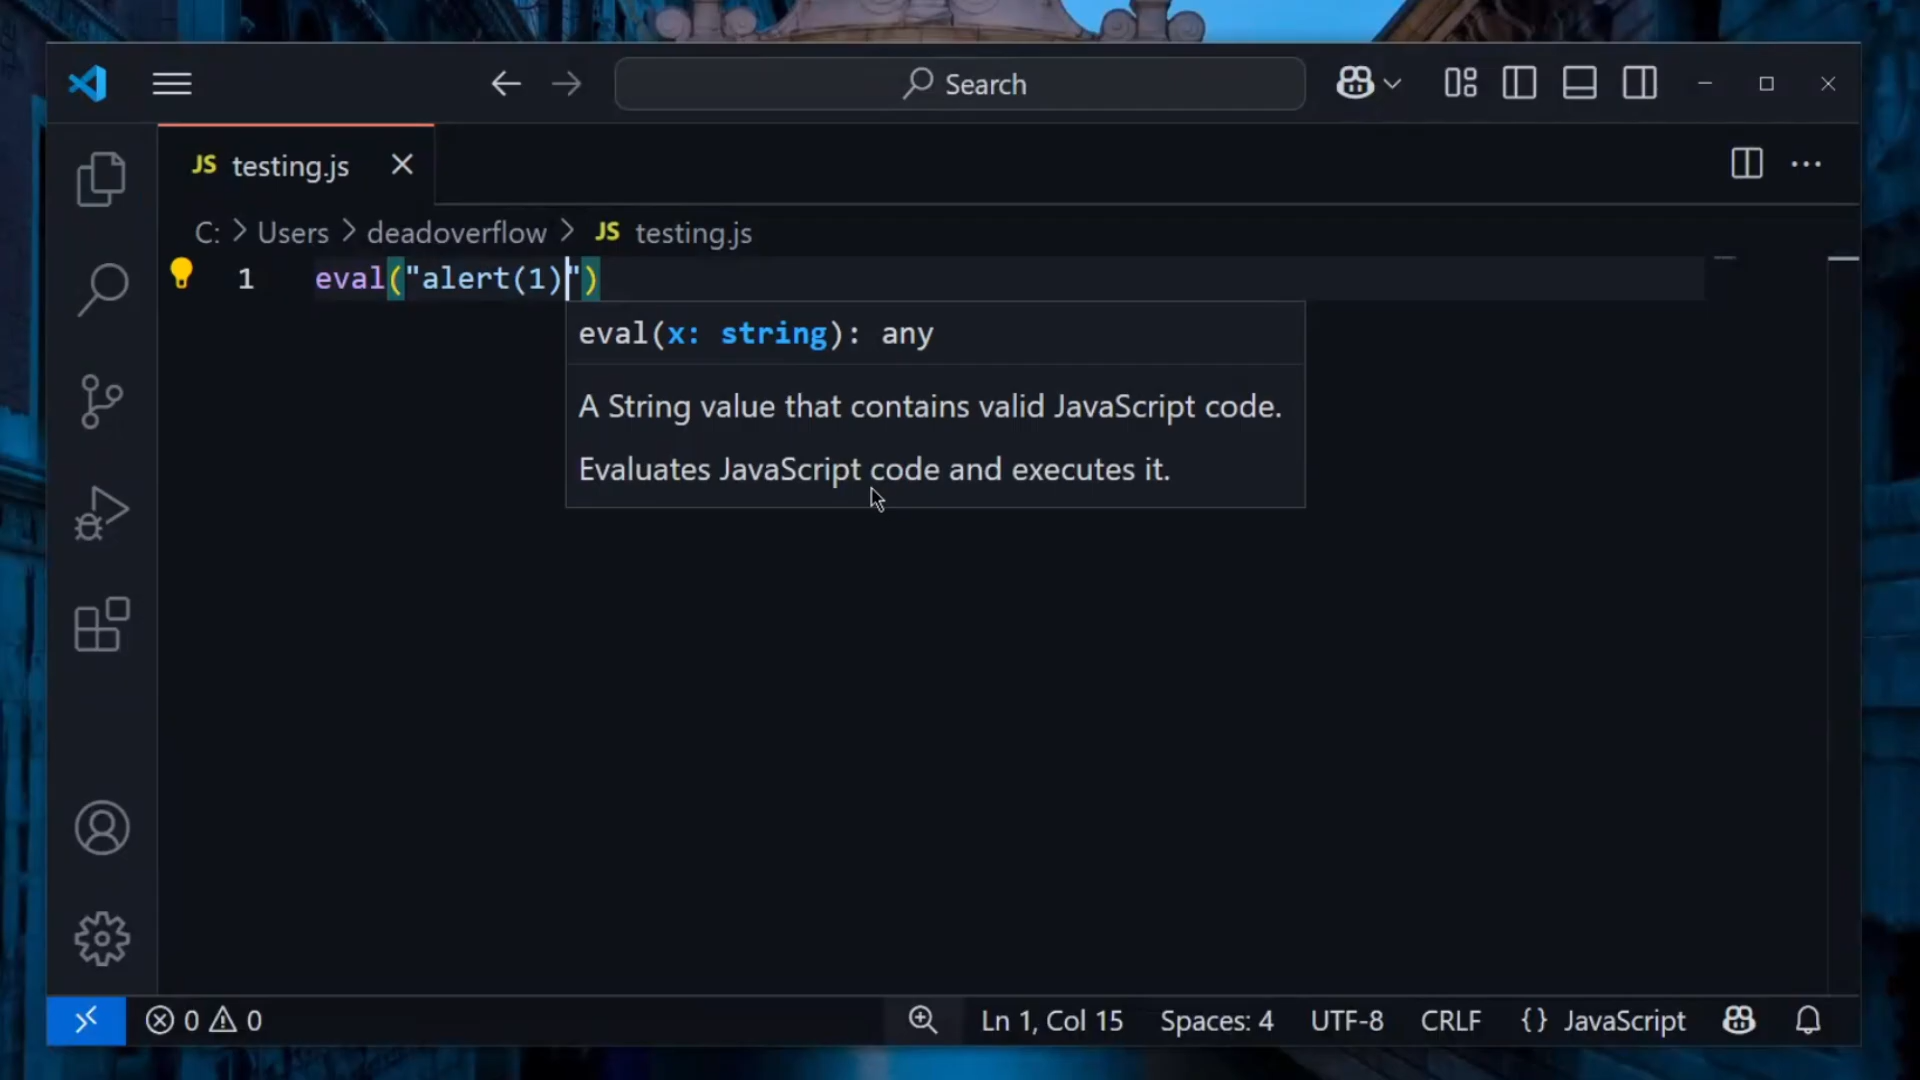 Search
JS testing.js
C: > Users > deadoverflow > JS testing.js
1 eval("alert(1)")
eval(x: string): any
A String value that contains valid JavaScript code.
Evaluates JavaScript code and executes it.
0 0 Ln 1, Col 15 Spaces: 4 UTF-8 CRLF {} JavaScript